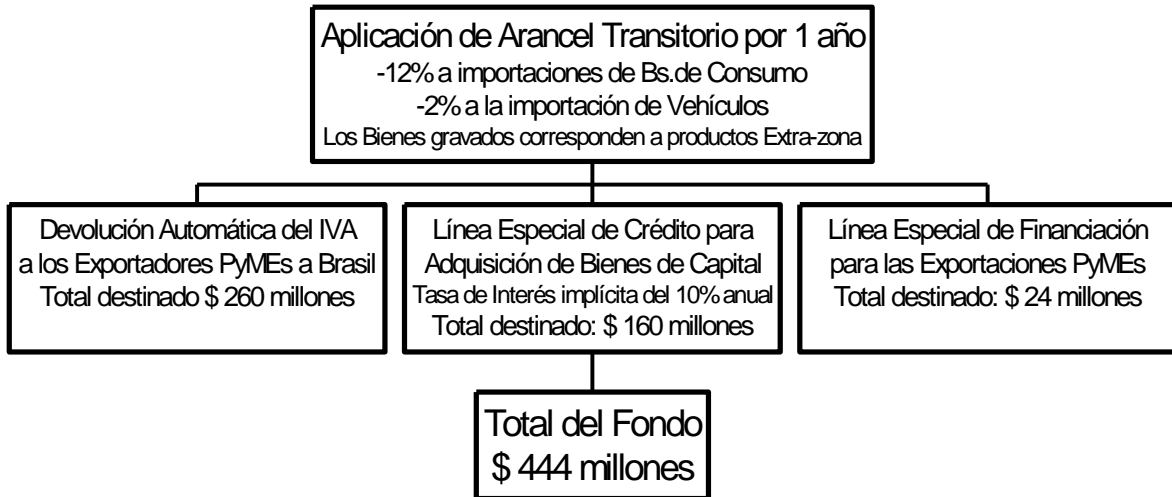 Aplicación de Arancel Transitorio por 1 año
-12% a importaciones de Bs.de Consumo
-2% a la importación de Vehículos
Los Bienes gravados corresponden a productos Extra-zona
Devolución Automática del IVA
a los Exportadores PyMEs a Brasil
Total destinado $ 260 millones
Línea Especial de Crédito para
Adquisición de Bienes de Capital
Tasa de Interés implícita del 10% anual
Total destinado: $ 160 millones
Línea Especial de Financiación
para las Exportaciones PyMEs
Total destinado: $ 24 millones
Total del Fondo
$ 444 millones